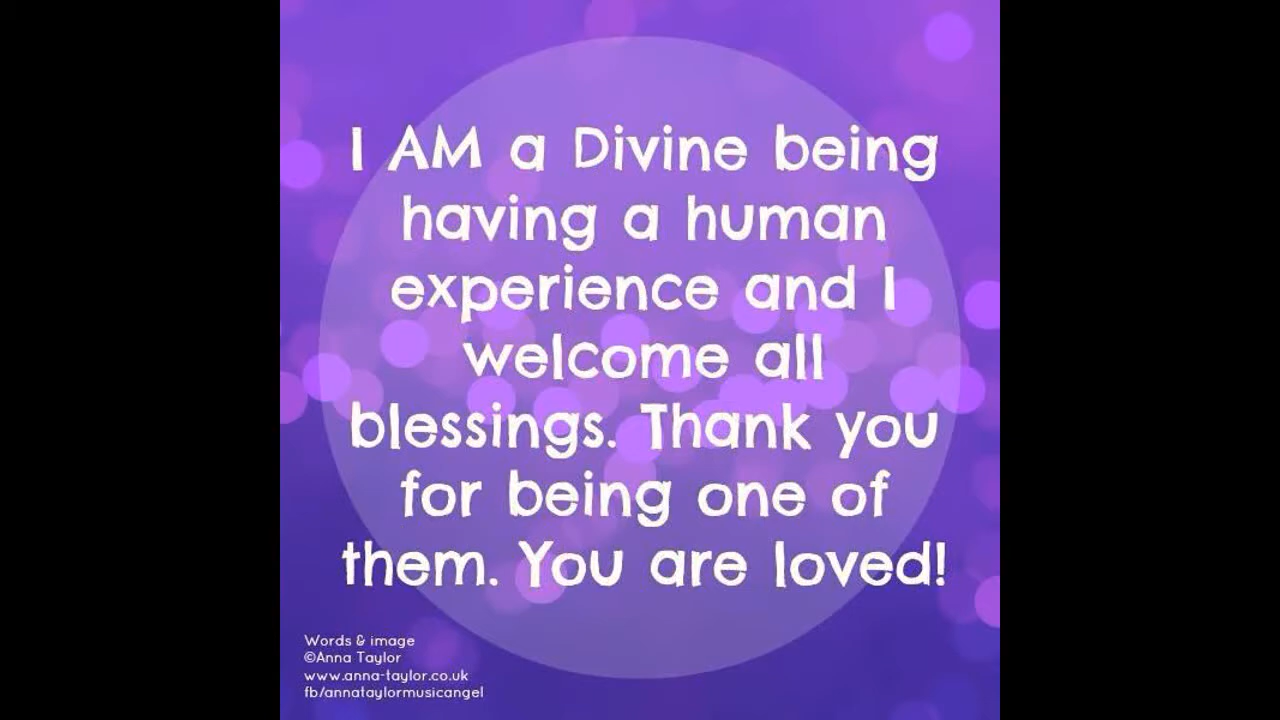 I AM a Divine being
having a human
experience and I
welcome all
blessings. Thank you
for being one of
them. You are loved!
Words & image
©Anna Taylor
www.anna-taylor.co.uk
fb/annataylormusicangel